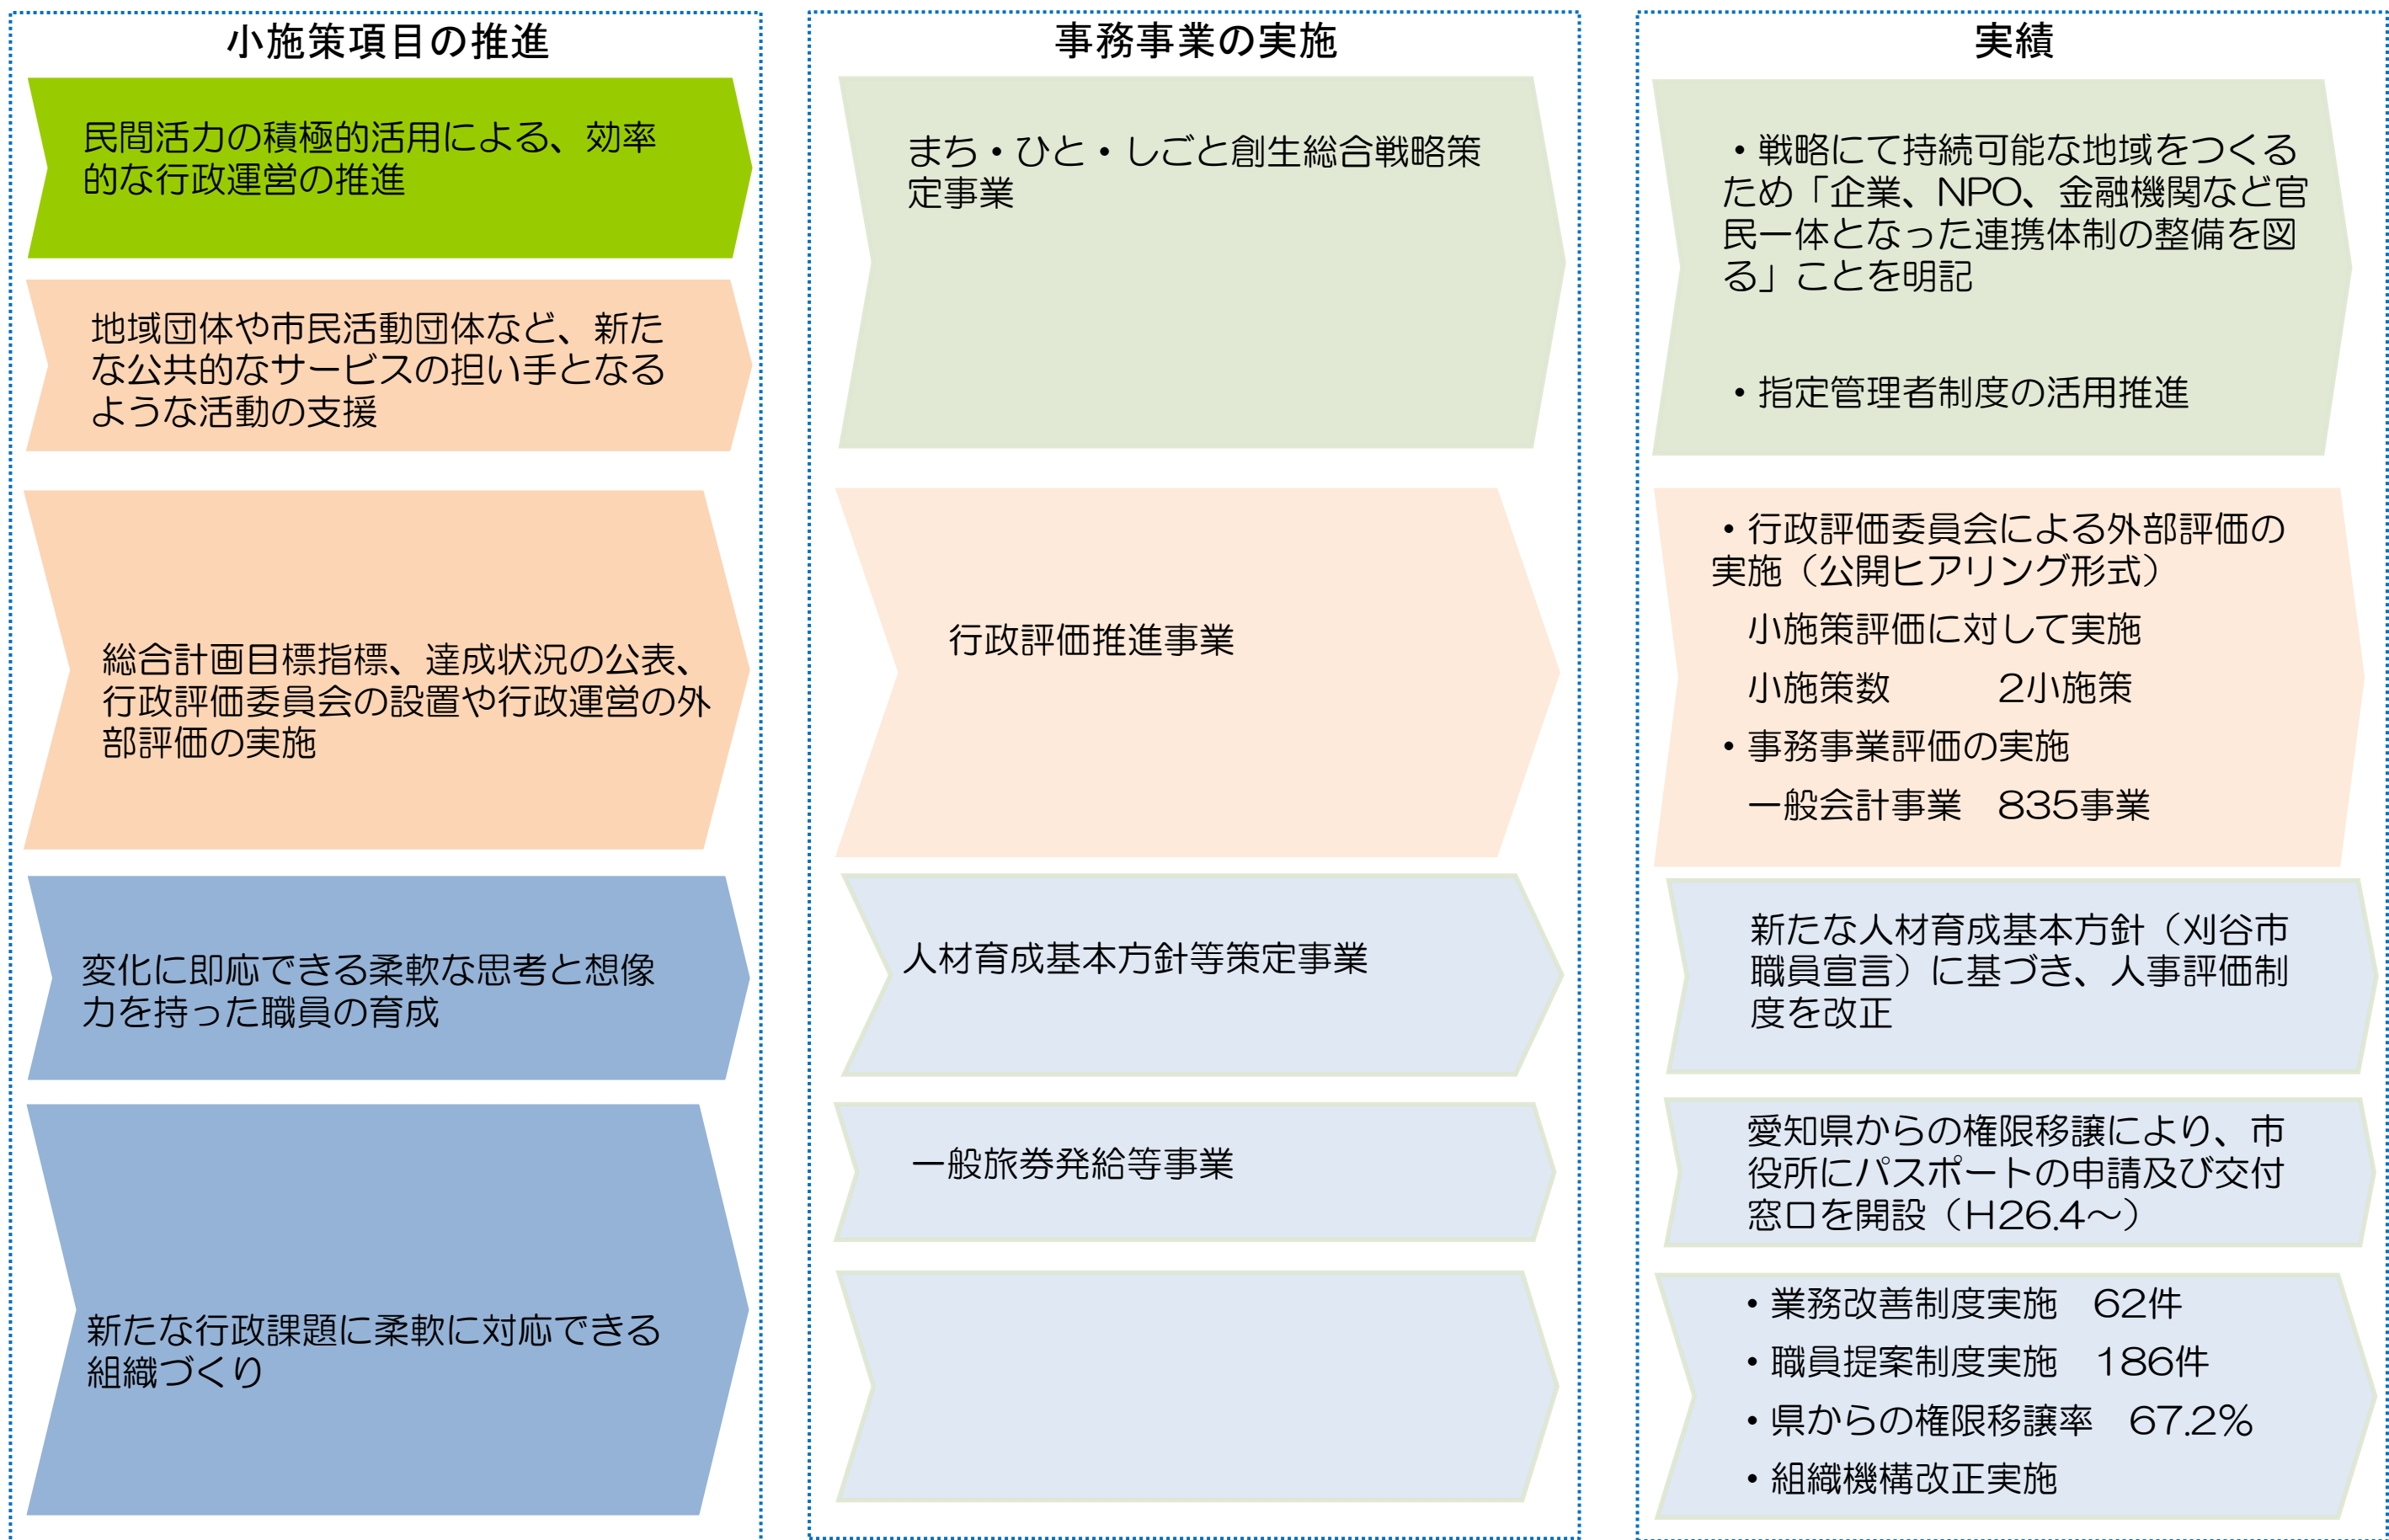 小施策項目の推進
民間活力の積極的活用による、効率
的な行政運営の推進
地域団体や市民活動団体など、新た
な公共的なサービスの担い手となる
ような活動の支援
総合計画目標指標、達成状況の公表、
行政評価委員会の設置や行政運営の外
部評価の実施
変化に即応できる柔軟な思考と想像
力を持った職員の育成
新たな行政課題に柔軟に対応できる
組織づくり
事務事業の実施
まち・ひと・しごと創生総合戦略策
定事業
行政評価推進事業
人材育成基本方針等策定事業
一般旅券発給等事業
実績
・戦略にて持続可能な地域をつくる
ため「企業、NPO、金融機関など官
民一体となった連携体制の整備を図
る」ことを明記
・指定管理者制度の活用推進
・行政評価委員会による外部評価の
実施（公開ヒアリング形式）
小施策評価に対して実施
小施策数　　　2小施策
・事務事業評価の実施
一般会計事業　835事業
新たな人材育成基本方針（刈谷市
職員宣言）に基づき、人事評価制
度を改正
愛知県からの権限移譲により、市
役所にパスポートの申請及び交付
窓口を開設（H26.4～）
・業務改善制度実施　62件
・職員提案制度実施　186件
・県からの権限移譲率　67.2％
・組織機構改正実施